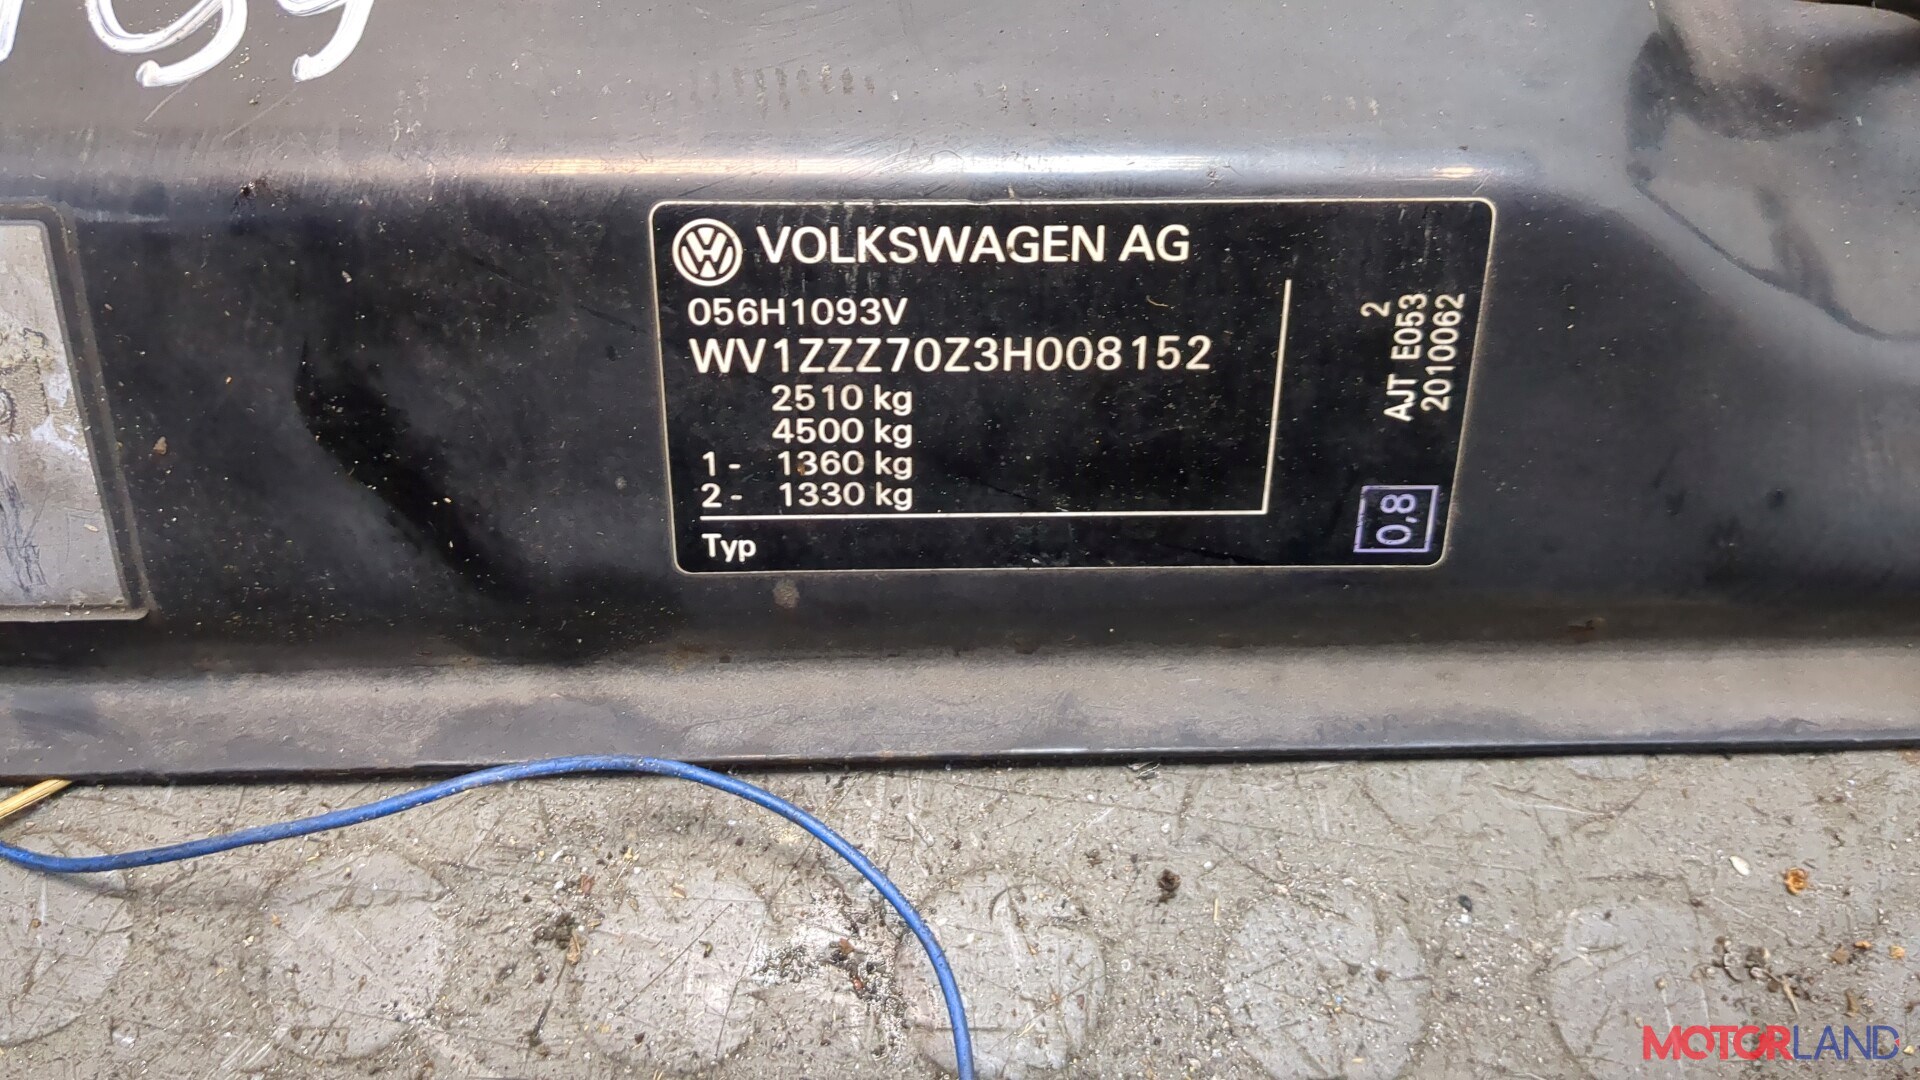 VOLKSWAGEN AG
056H1093V
WV1ZZZ70Z3H008152
2510 kg
4500 kg
1 - 1360 kg
2 - 1330 kg
Typ
2
AJT E053
2010062
0,8
MOTORLAND